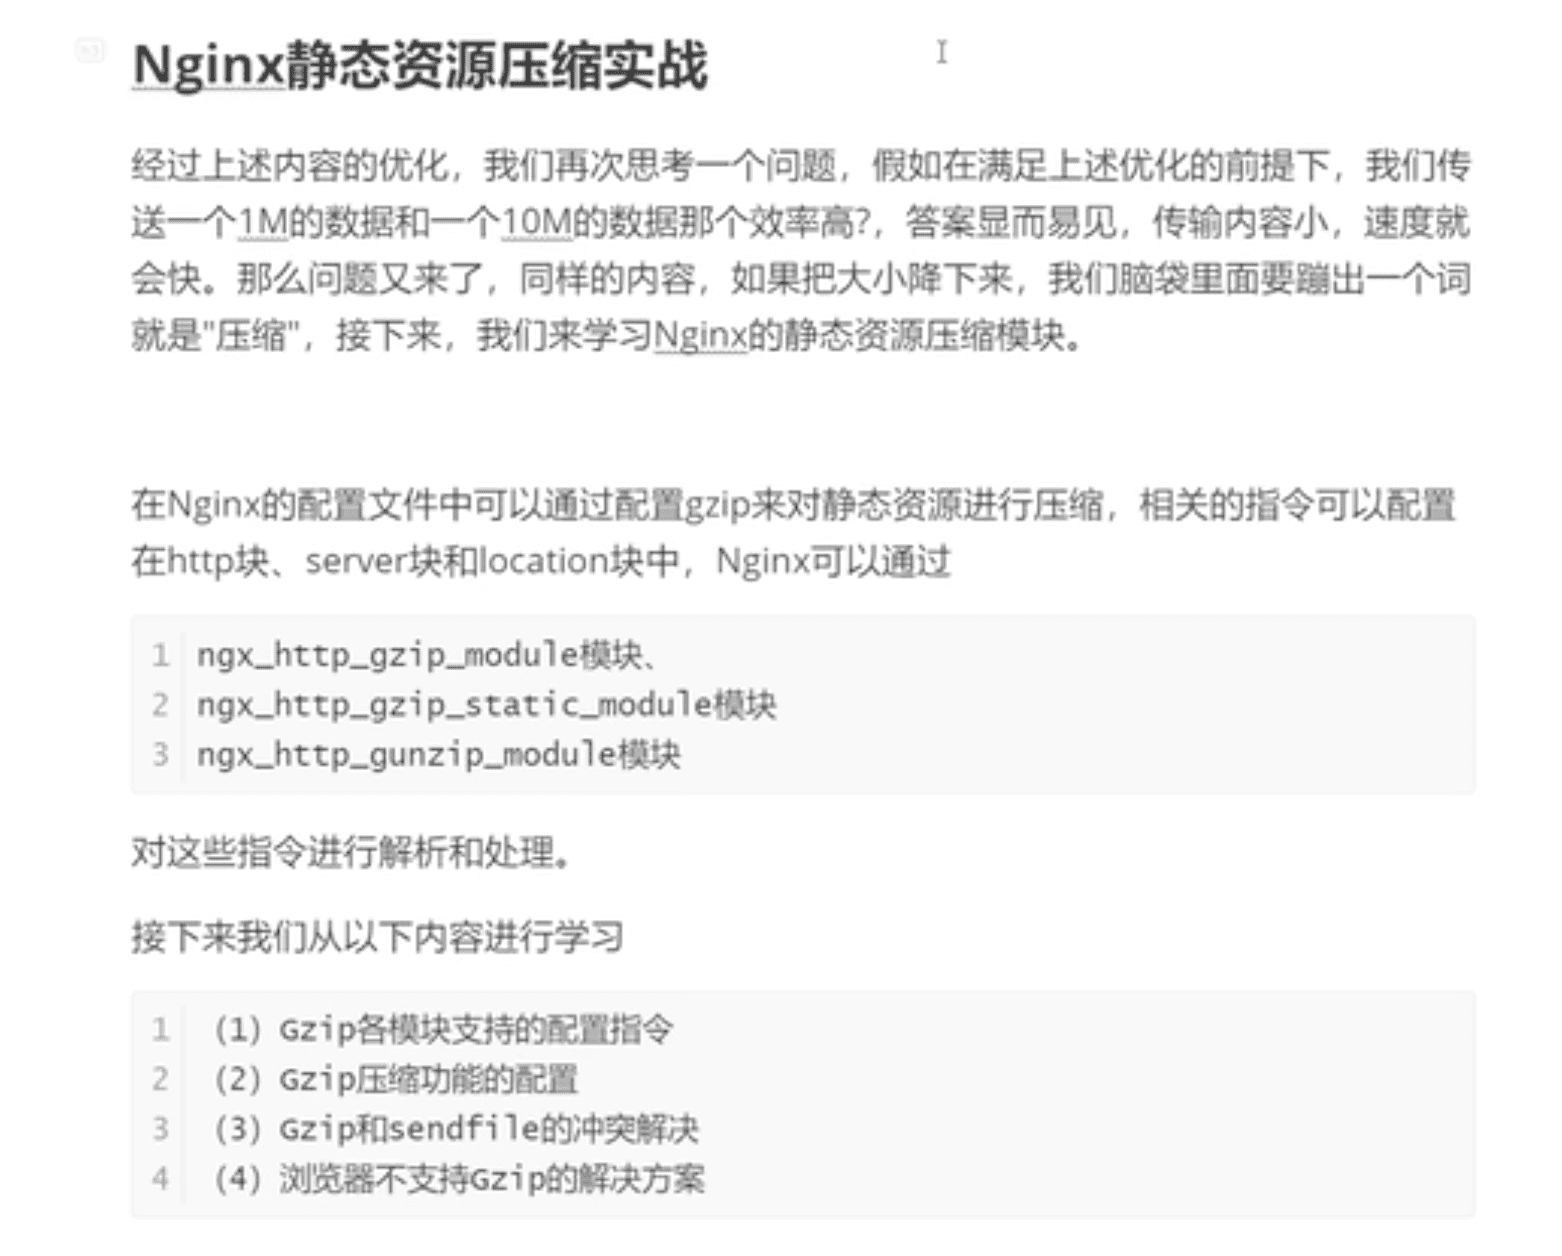 Nginx静态资源压缩实战
经过上述内容的优化，我们再次思考一个问题，假如在满足上述优化的前提下，我们传
送一个1M的数据和一个10M的数据那个效率高?，答案显而易见，传输内容小，速度就
会快。那么问题又来了，同样的内容，如果把大小降下来，我们脑袋里面要蹦出一个词
就是"压缩"，接下来，我们来学习Nginx的静态资源压缩模块。
在Nginx的配置文件中可以通过配置gzip来对静态资源进行压缩，相关的指令可以配置
在http块、server块和location块中，Nginx可以通过
1 ngx_http_gzip_module模块、
2 ngx_http_gzip_static_module模块
3 ngx_http_gunzip_module模块
对这些指令进行解析和处理。
接下来我们从以下内容进行学习
1 (1) Gzip各模块支持的配置指令
2 (2) Gzip压缩功能的配置
3 (3) Gzip和sendfile的冲突解决
4 (4) 浏览器不支持Gzip的解决方案